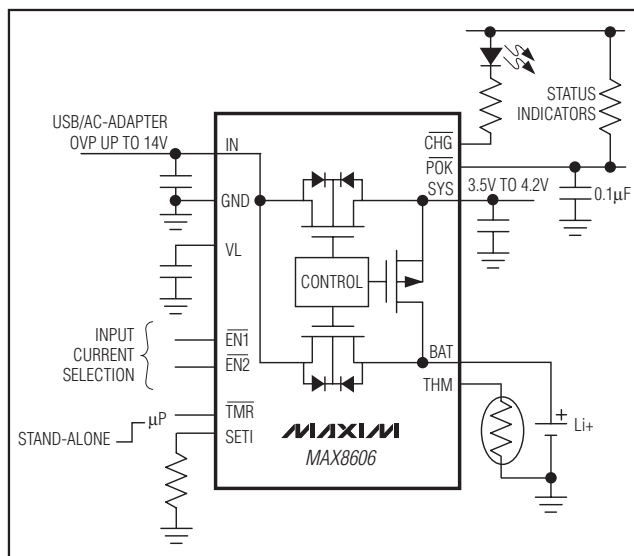 USB/AC-ADAPTER
OVP UP TO 14V
IN
GND
VL
INPUT
CURRENT
SELECTION
EN1
EN2
TMR
μP
STAND-ALONE
SETI
CONTROL
MAXIM
MAX8606
CHG
POK
SYS
BAT
THM
STATUS
INDICATORS
3.5V TO 4.2V
0.1μF
+
Li+